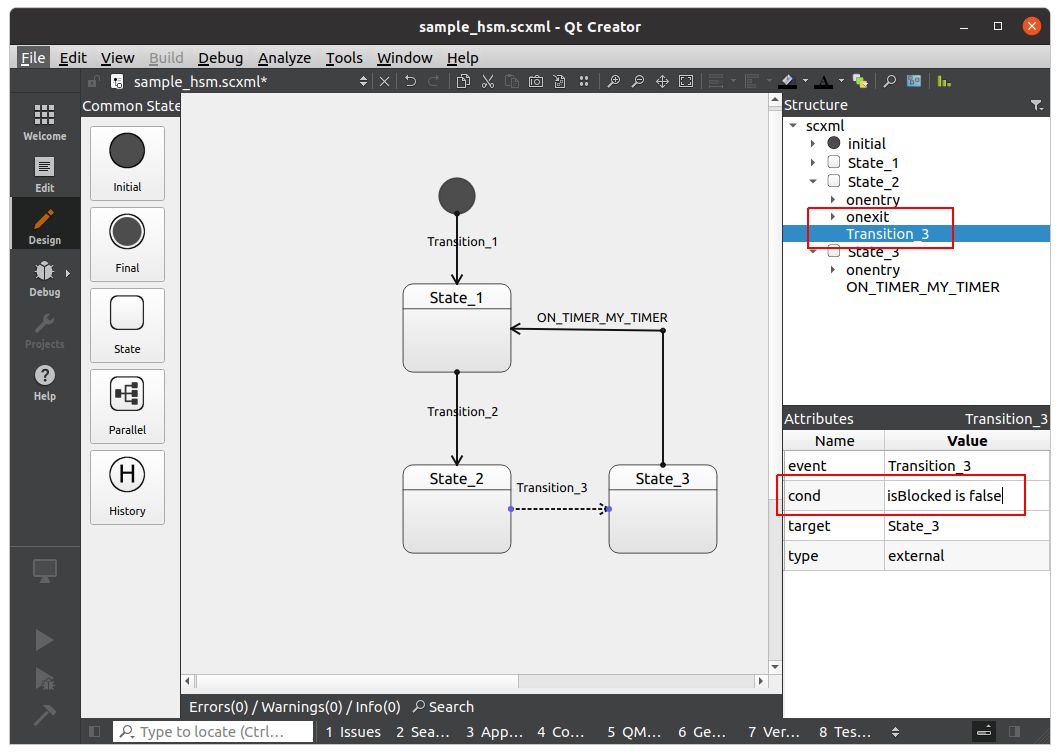 sample_hsm.scxml - Qt Creator
File Edit View Build Debug Analyze Tools Window Help
sample_hsm.scxml*
Welcome
Edit
Design
Debug
Projects
Help
Common State
Initial
Final
State
Parallel
H
History
Transition_1
State_1
ON_TIMER_MY_TIMER
Transition_2
State_2
Transition_3
State_3
Structure
scxml
initial
State_1
State_2
onentry
onexit
Transition_3
State_3
onentry
ON_TIMER_MY_TIMER
Attributes Transition_3
Name Value
event Transition_3
cond isBlocked is false
target State_3
type external
Errors(0) / Warnings(0) / Info(0) Search
Type to locate (Ctrl... 1 Issues 2 Sea... 3 App... 4 Co... 5 QM... 6 Ge... 7 Ver... 8 Tes...